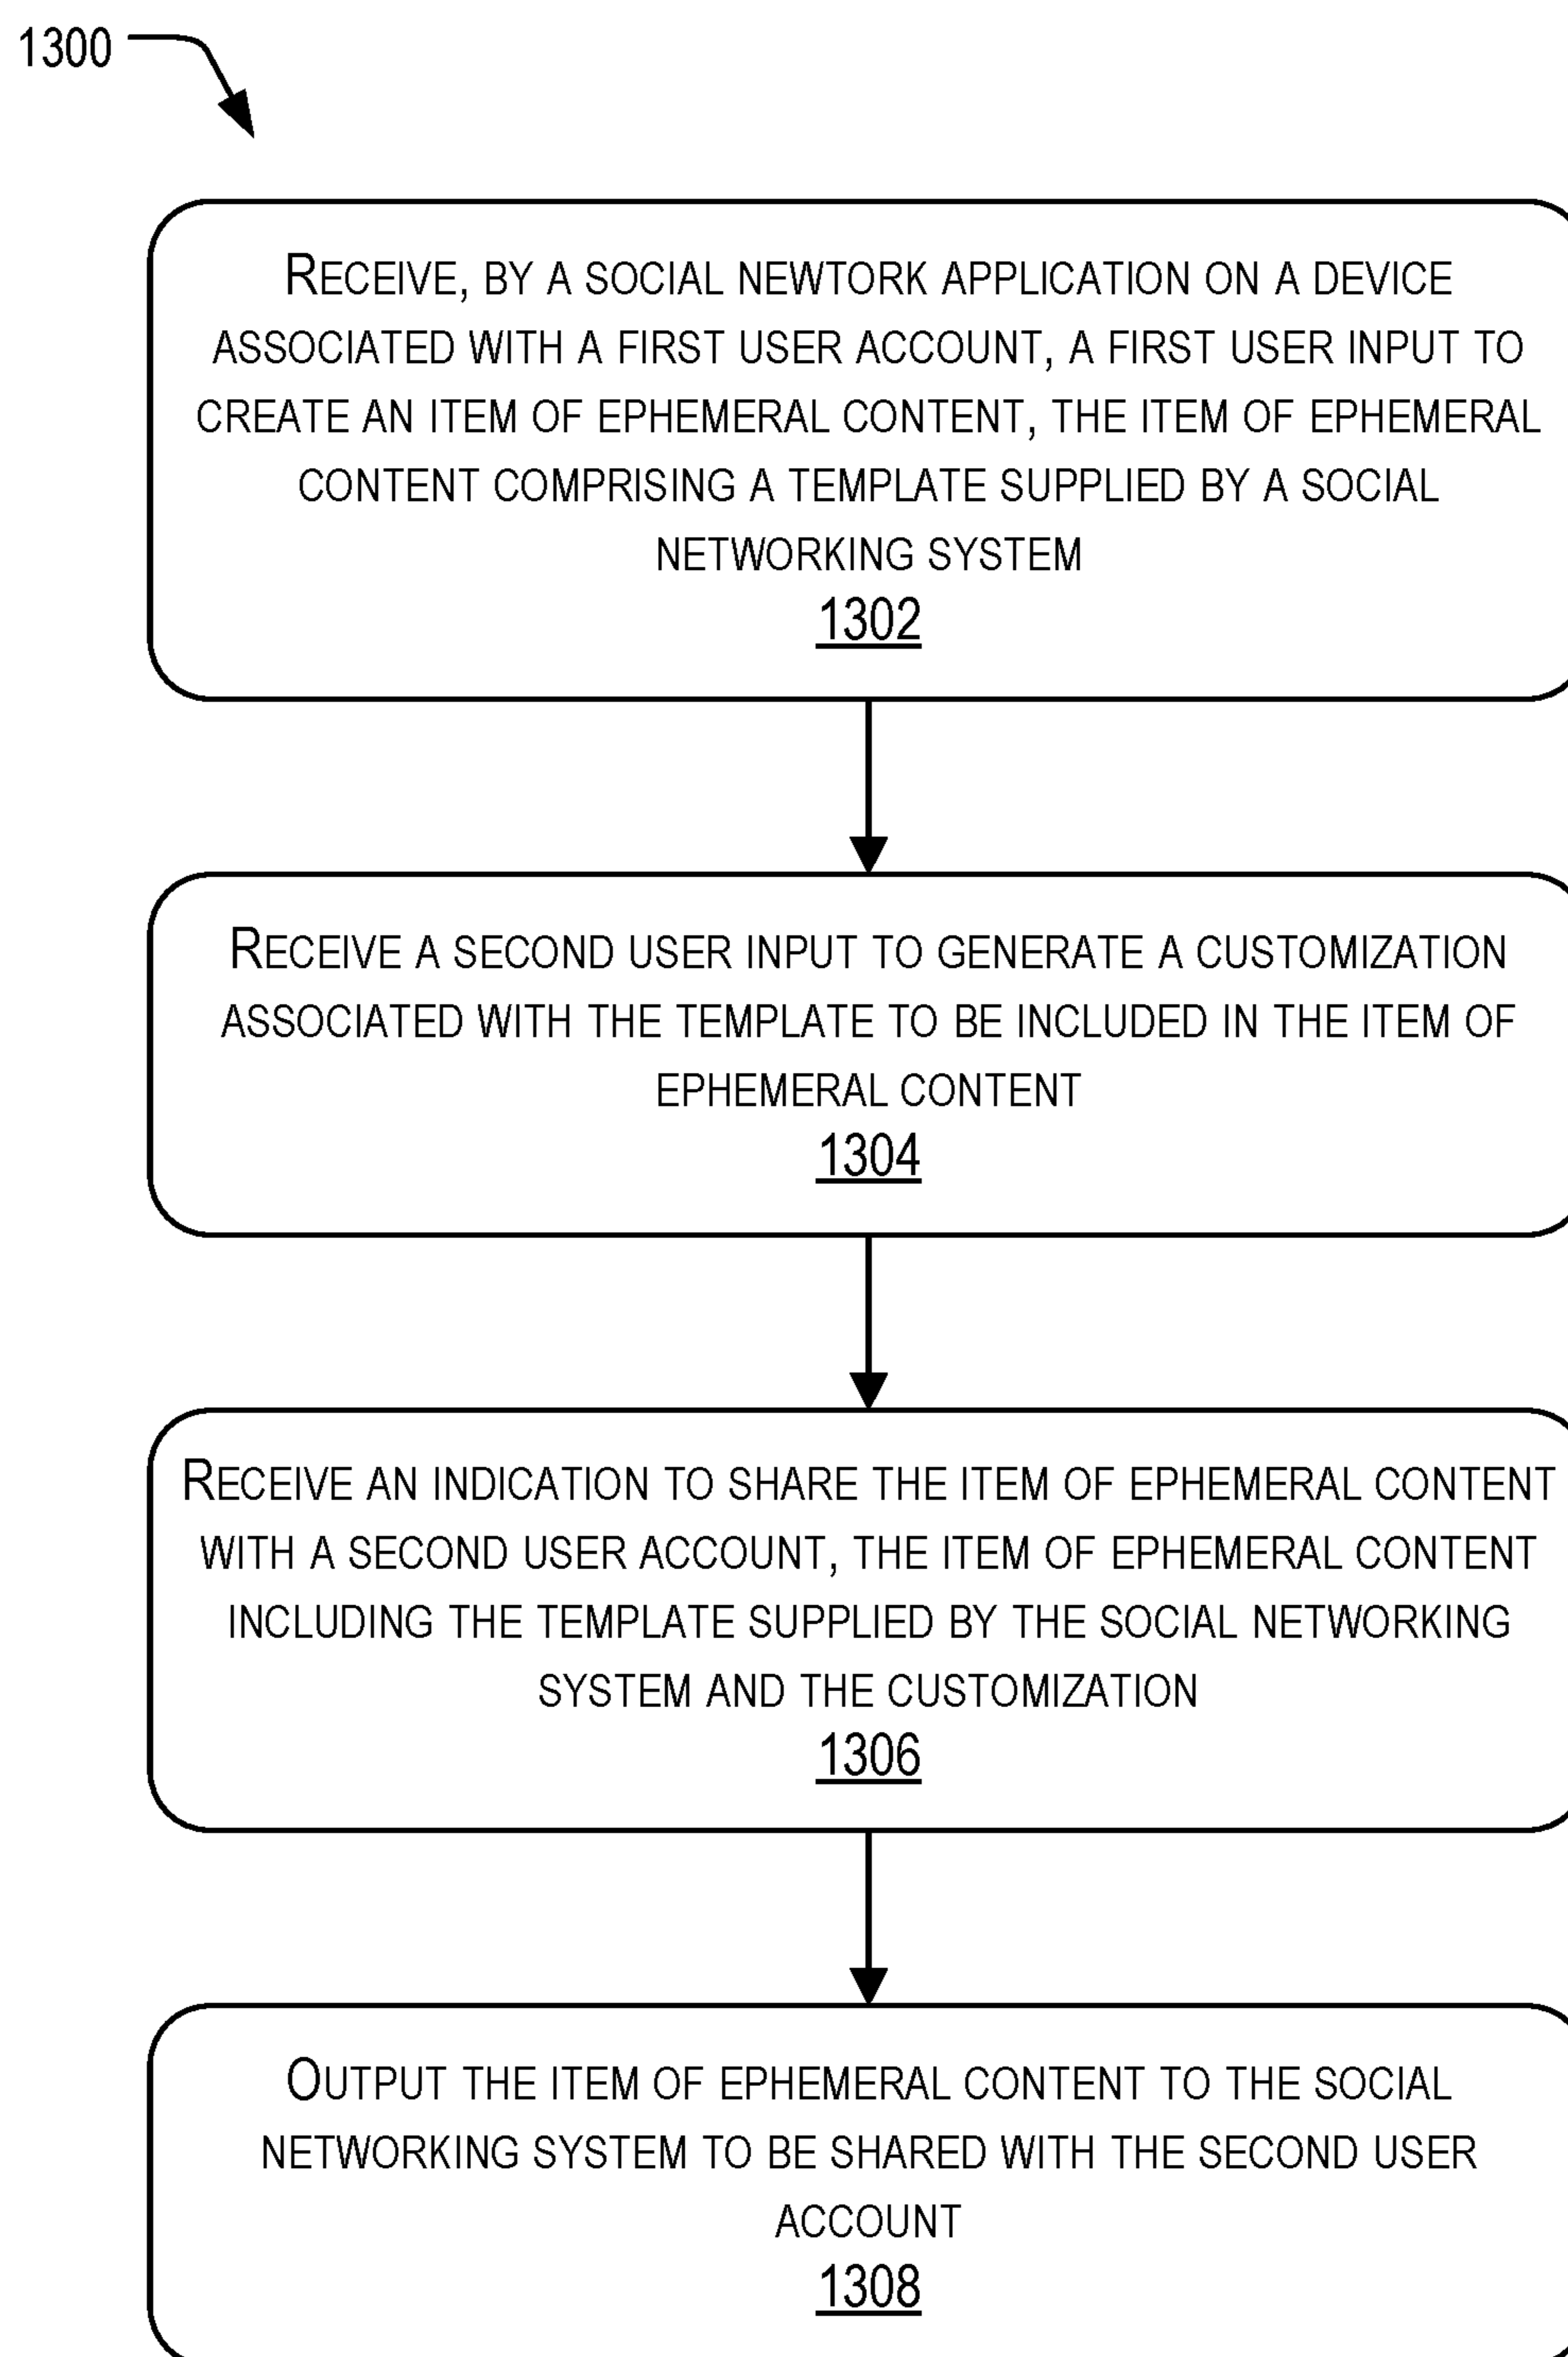 1300
RECEIVE, BY A SOCIAL NEWTORK APPLICATION ON A DEVICE
ASSOCIATED WITH A FIRST USER ACCOUNT, A FIRST USER INPUT TO
CREATE AN ITEM OF EPHEMERAL CONTENT, THE ITEM OF EPHEMERAL
CONTENT COMPRISING A TEMPLATE SUPPLIED BY A SOCIAL
NETWORKING SYSTEM
1302
RECEIVE A SECOND USER INPUT TO GENERATE A CUSTOMIZATION
ASSOCIATED WITH THE TEMPLATE TO BE INCLUDED IN THE ITEM OF
EPHEMERAL CONTENT
1304
RECEIVE AN INDICATION TO SHARE THE ITEM OF EPHEMERAL CONTENT
WITH A SECOND USER ACCOUNT, THE ITEM OF EPHEMERAL CONTENT
INCLUDING THE TEMPLATE SUPPLIED BY THE SOCIAL NETWORKING
SYSTEM AND THE CUSTOMIZATION
1306
OUTPUT THE ITEM OF EPHEMERAL CONTENT TO THE SOCIAL
NETWORKING SYSTEM TO BE SHARED WITH THE SECOND USER
ACCOUNT
1308